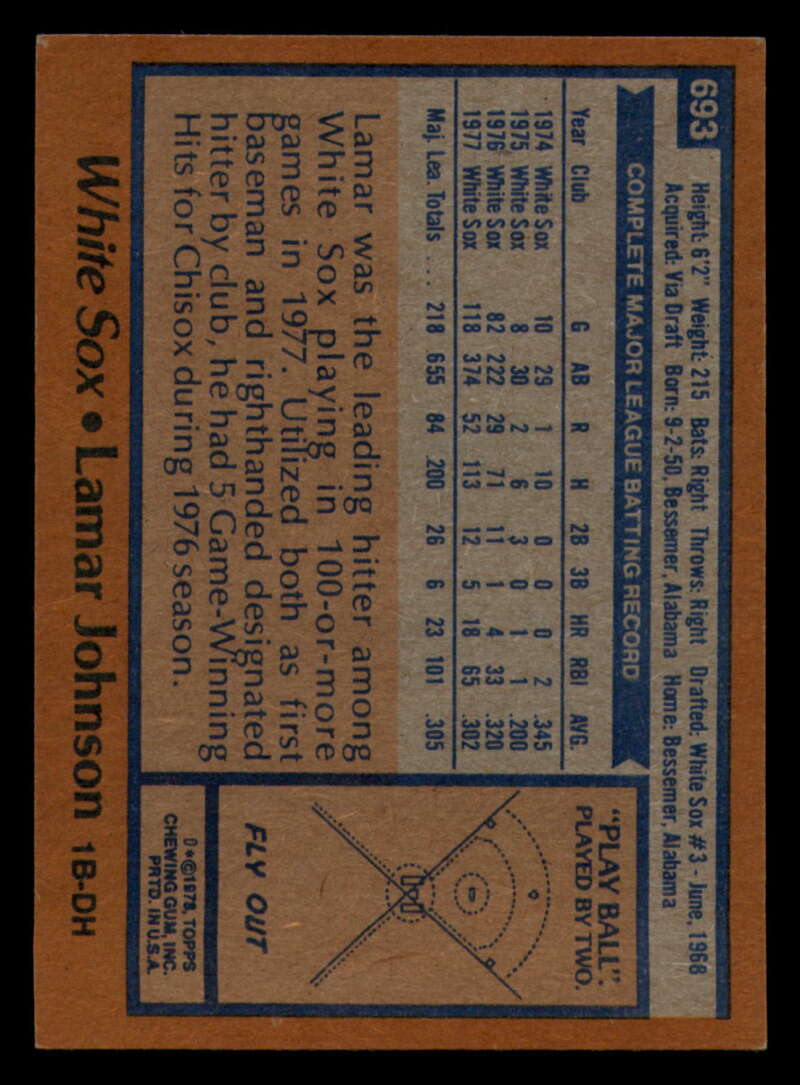 693
Height: 6'2" Weight: 215 Bats: Right Throws: Right Drafted: White Sox #3 - June, 1968
Acquired: Via Draft Born: 9-2-50, Bessemer, Alabama Home: Bessemer, Alabama
COMPLETE MAJOR LEAGUE BATTING RECORD
Year Club G AB R H 2B 3B HR RBI AVG.
1974 White Sox 10 29 1 10 0 0 0 2 .345
1975 White Sox 8 30 2 6 3 0 1 1 .200
1976 White Sox 82 222 29 71 11 1 4 33 .320
1977 White Sox 118 374 52 113 12 5 18 65 .302
Maj. Lea. Totals ... 218 655 84 .200 26 6 23 101 .305
Lamar was the leading hitter among
White Sox playing in 100-or-more
games in 1977. Utilized both as first
baseman and righthanded designated
hitter by club, he had 5 Game-Winning
Hits for Chisox during 1976 season.
"PLAY BALL".
PLAYED BY TWO.
FLY OUT
©1978, TOPPS
CHEWING GUM, INC.
PRTD. IN U.S.A.
White Sox • Lamar Johnson 1B-DH